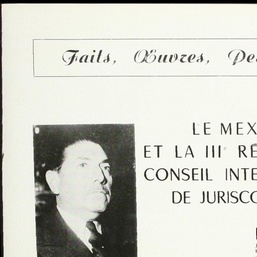 Faits, Œuvres, Pe
LE MEX
ET LA IIIe RÉ
CONSEIL INTE
DE JURISCO